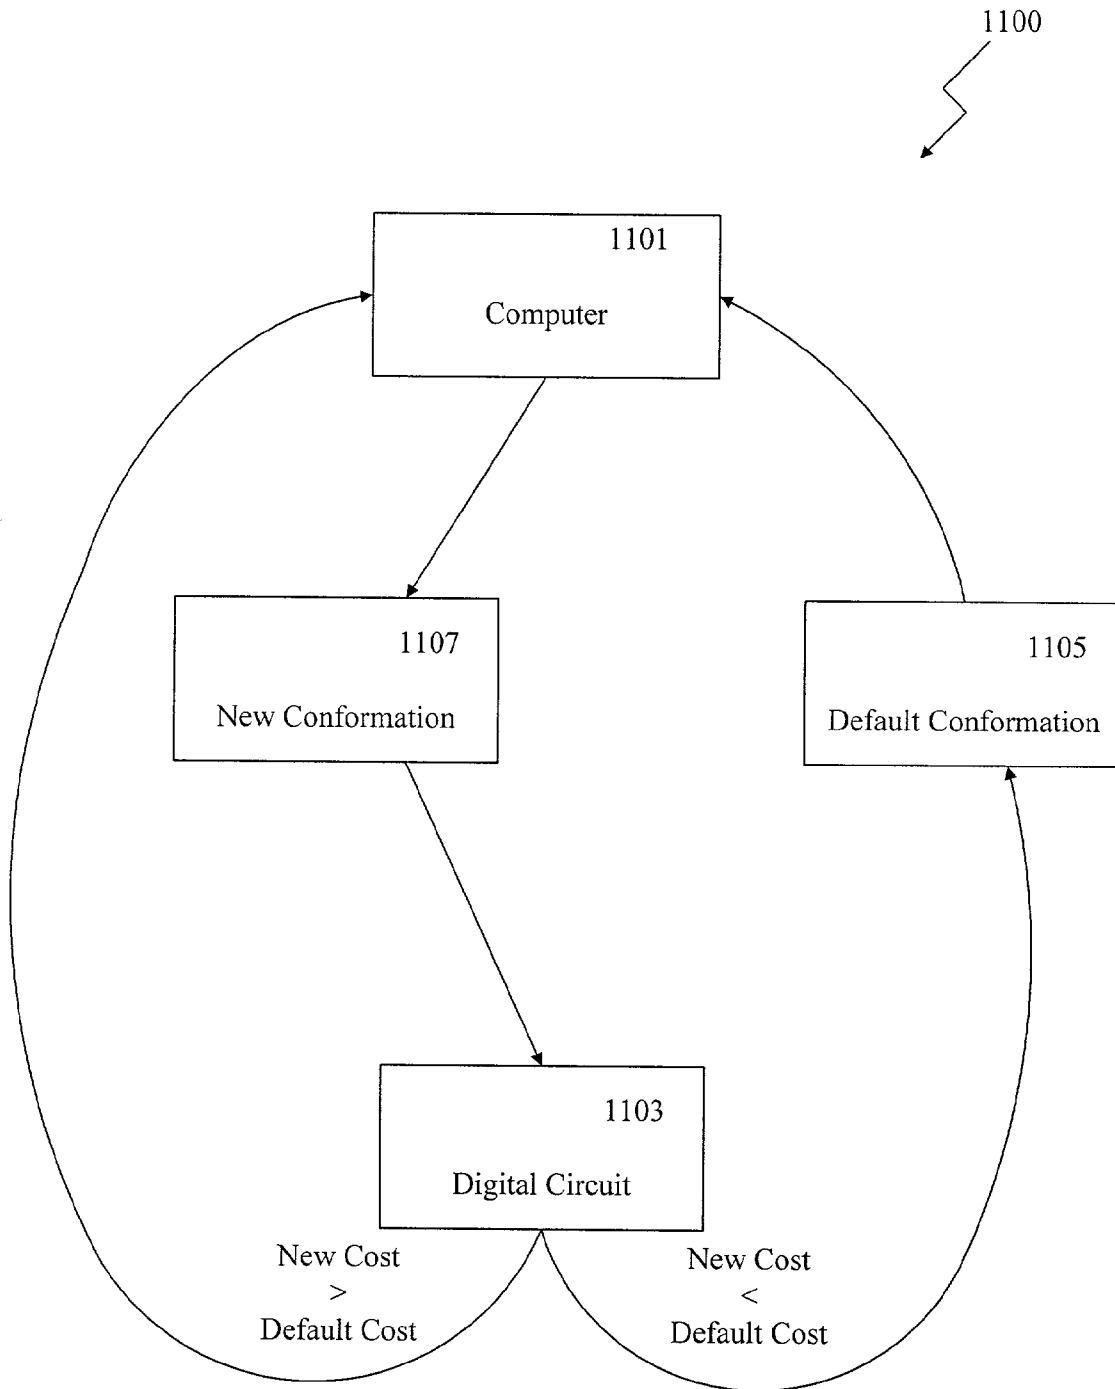 1100
1101
Computer
1107
New Conformation
1105
Default Conformation
1103
Digital Circuit
New Cost
>
Default Cost
New Cost
<
Default Cost